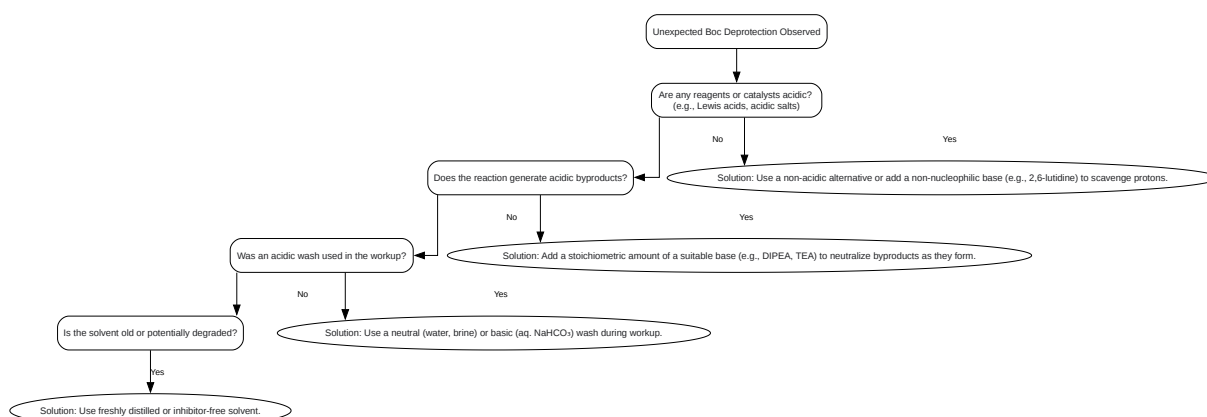 Unexpected Boc Deprotection Observed
Are any reagents or catalysts acidic?
(e.g., Lewis acids, acidic salts)
No
Yes
Does the reaction generate acidic byproducts?
Solution: Use a non-acidic alternative or add a non-nucleophilic base (e.g., 2,6-lutidine) to scavenge protons.
No
Yes
Was an acidic wash used in the workup?
Solution: Add a stoichiometric amount of a suitable base (e.g., DIPEA, TEA) to neutralize byproducts as they form.
No
Yes
Is the solvent old or potentially degraded?
Solution: Use a neutral (water, brine) or basic (aq. NaHCO₃) wash during workup.
Yes
Solution: Use freshly distilled or inhibitor-free solvent.